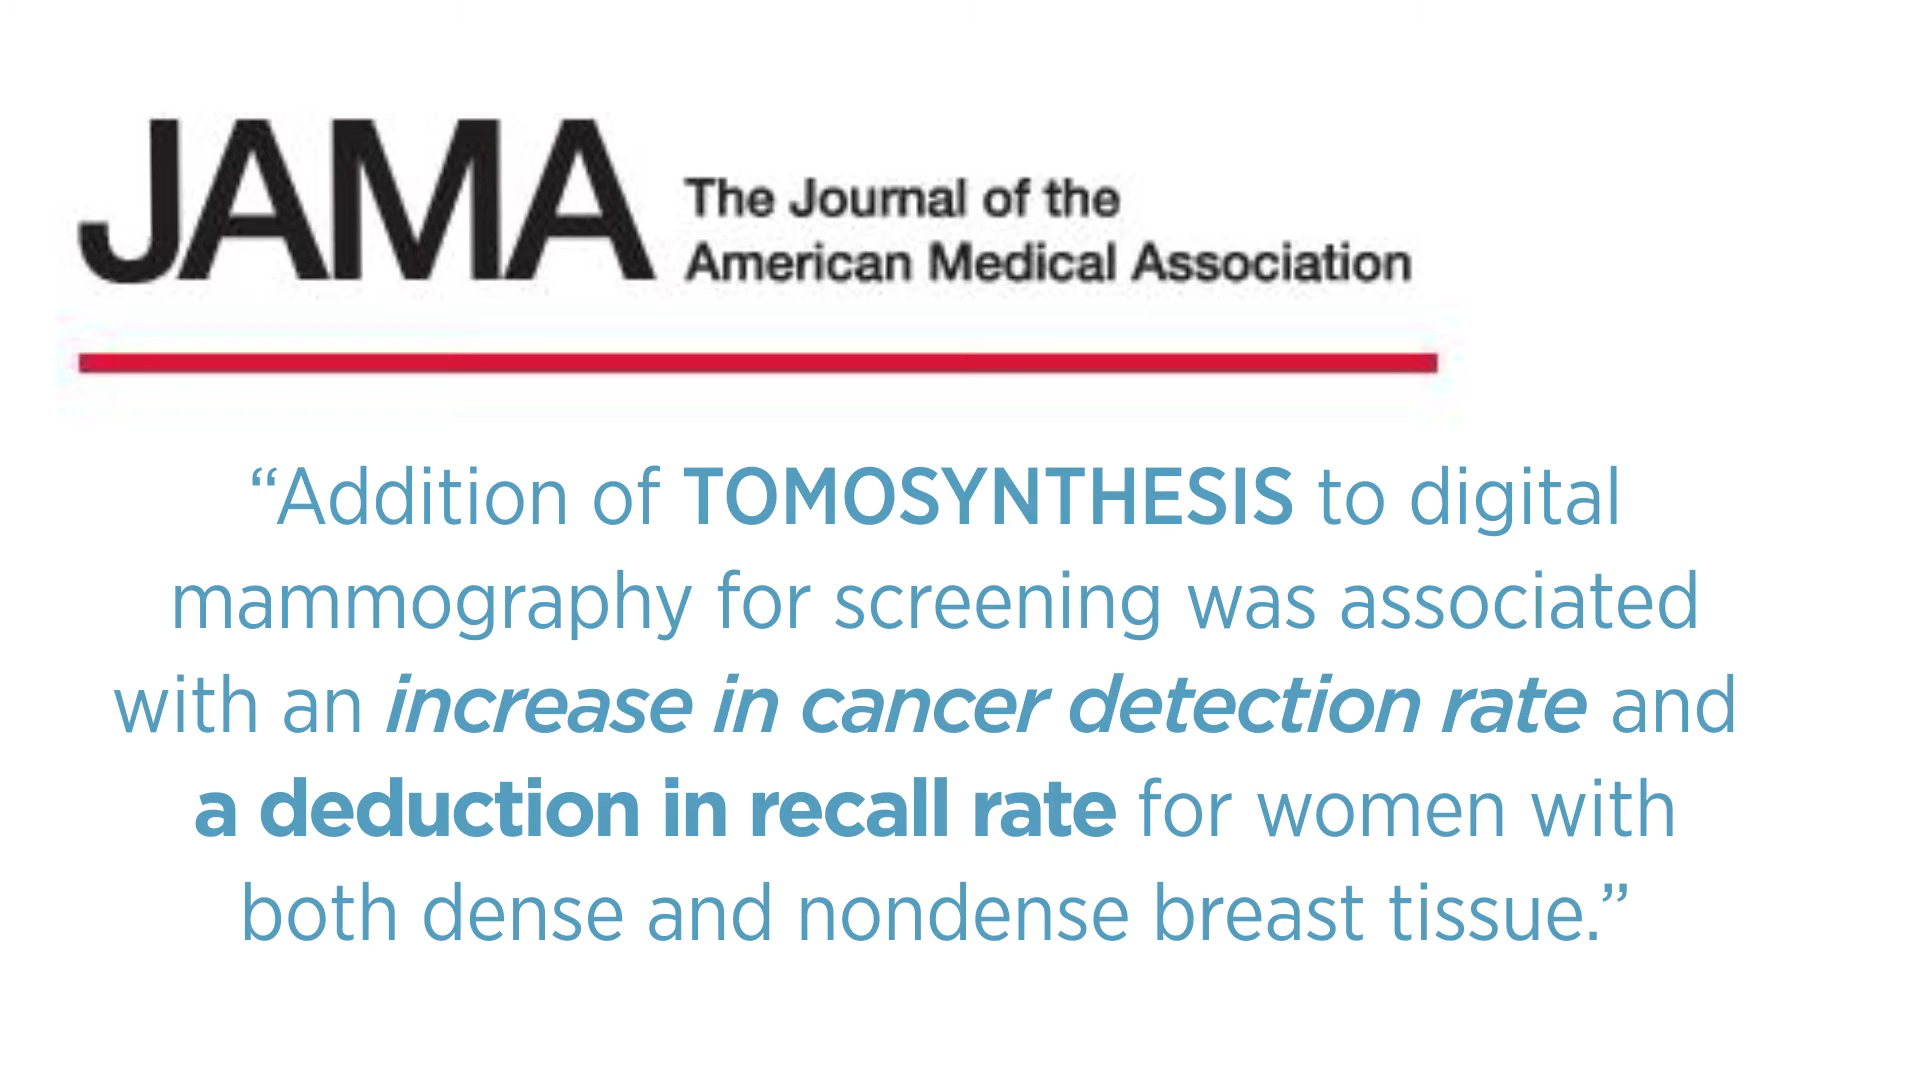 JAMA The Journal of the
American Medical Association
“Addition of TOMOSYNTHESIS to digital
mammography for screening was associated
with an increase in cancer detection rate and
a deduction in recall rate for women with
both dense and nondense breast tissue.”